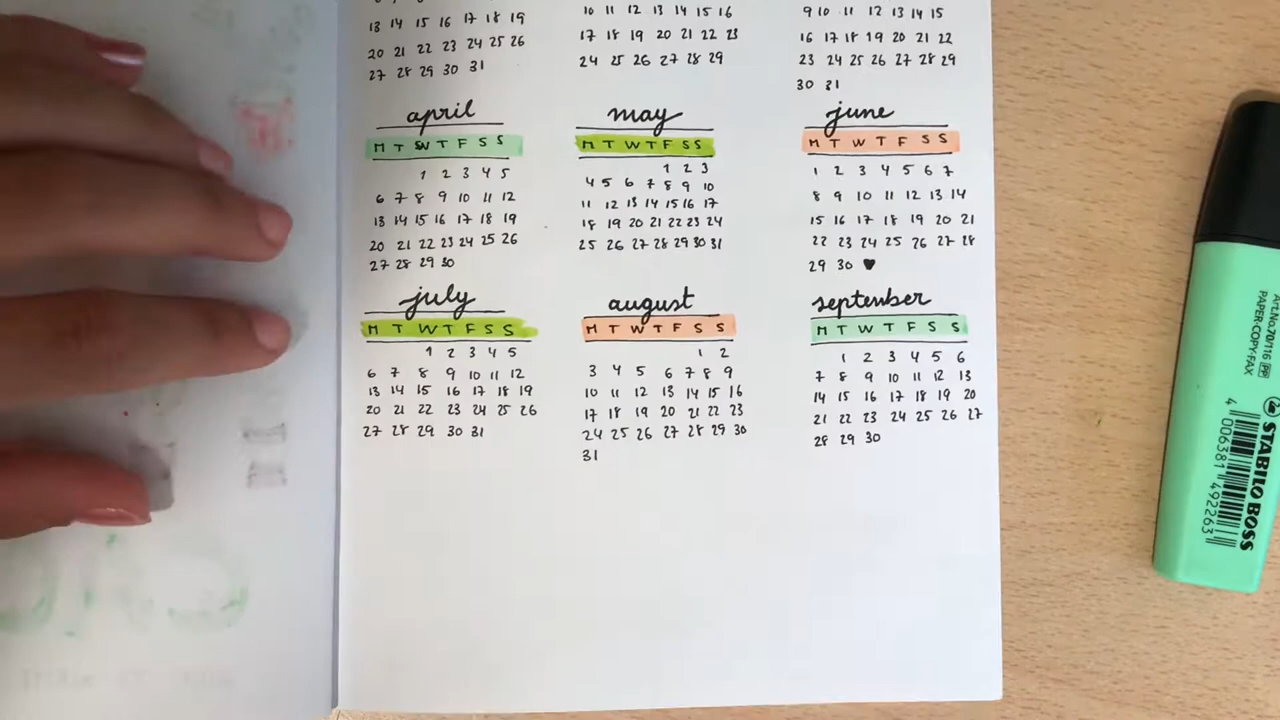 13 14 15 16 17 18 19
20 21 22 23 24 25 26
27 28 29 30 31
10 11 12 13 14 15 16
17 18 19 20 21 22 23
24 25 26 27 28 29
9 10 11 12 13 14 15
16 17 18 19 20 21 22
23 24 25 26 27 28 29
30 31
april
M T W T F S S
1 2 3 4 5
6 7 8 9 10 11 12
13 14 15 16 17 18 19
20 21 22 23 24 25 26
27 28 29 30
may
M T W T F S S
1 2 3
4 5 6 7 8 9 10
11 12 13 14 15 16 17
18 19 20 21 22 23 24
25 26 27 28 29 30 31
june
M T W T F S S
1 2 3 4 5 6 7
8 9 10 11 12 13 14
15 16 17 18 19 20 21
22 23 24 25 26 27 28
29 30
july
M T W T F S S
1 2 3 4 5
6 7 8 9 10 11 12
13 14 15 16 17 18 19
20 21 22 23 24 25 26
27 28 29 30 31
august
M T W T F S S
1 2
3 4 5 6 7 8 9
10 11 12 13 14 15 16
17 18 19 20 21 22 23
24 25 26 27 28 29 30
31
september
M T W T F S S
1 2 3 4 5 6
7 8 9 10 11 12 13
14 15 16 17 18 19 20
21 22 23 24 25 26 27
28 29 30
Art.No.70/116
PAPER-COPY-FAX
4 006381 492263
STABILO BOSS